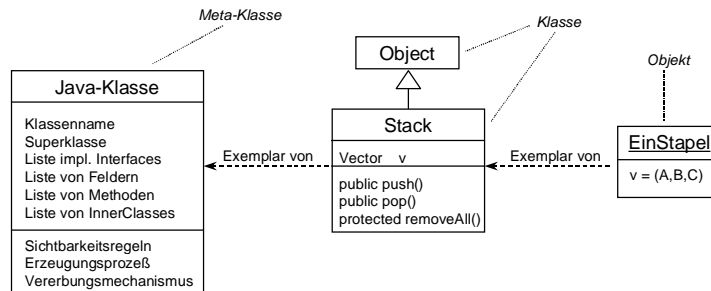 Meta-Klasse
Java-Klasse
Klassenname
Superklasse
Liste impl. Interfaces
Liste von Feldern
Liste von Methoden
Liste von InnerClasses
Sichtbarkeitsregeln
Erzeugungsprozeß
Vererbungsmechanismus
Exemplar von
Object
Klasse
Stack
Vector v
public push()
public pop()
protected removeAll()
Exemplar von
Objekt
EinStapel
v = (A,B,C)